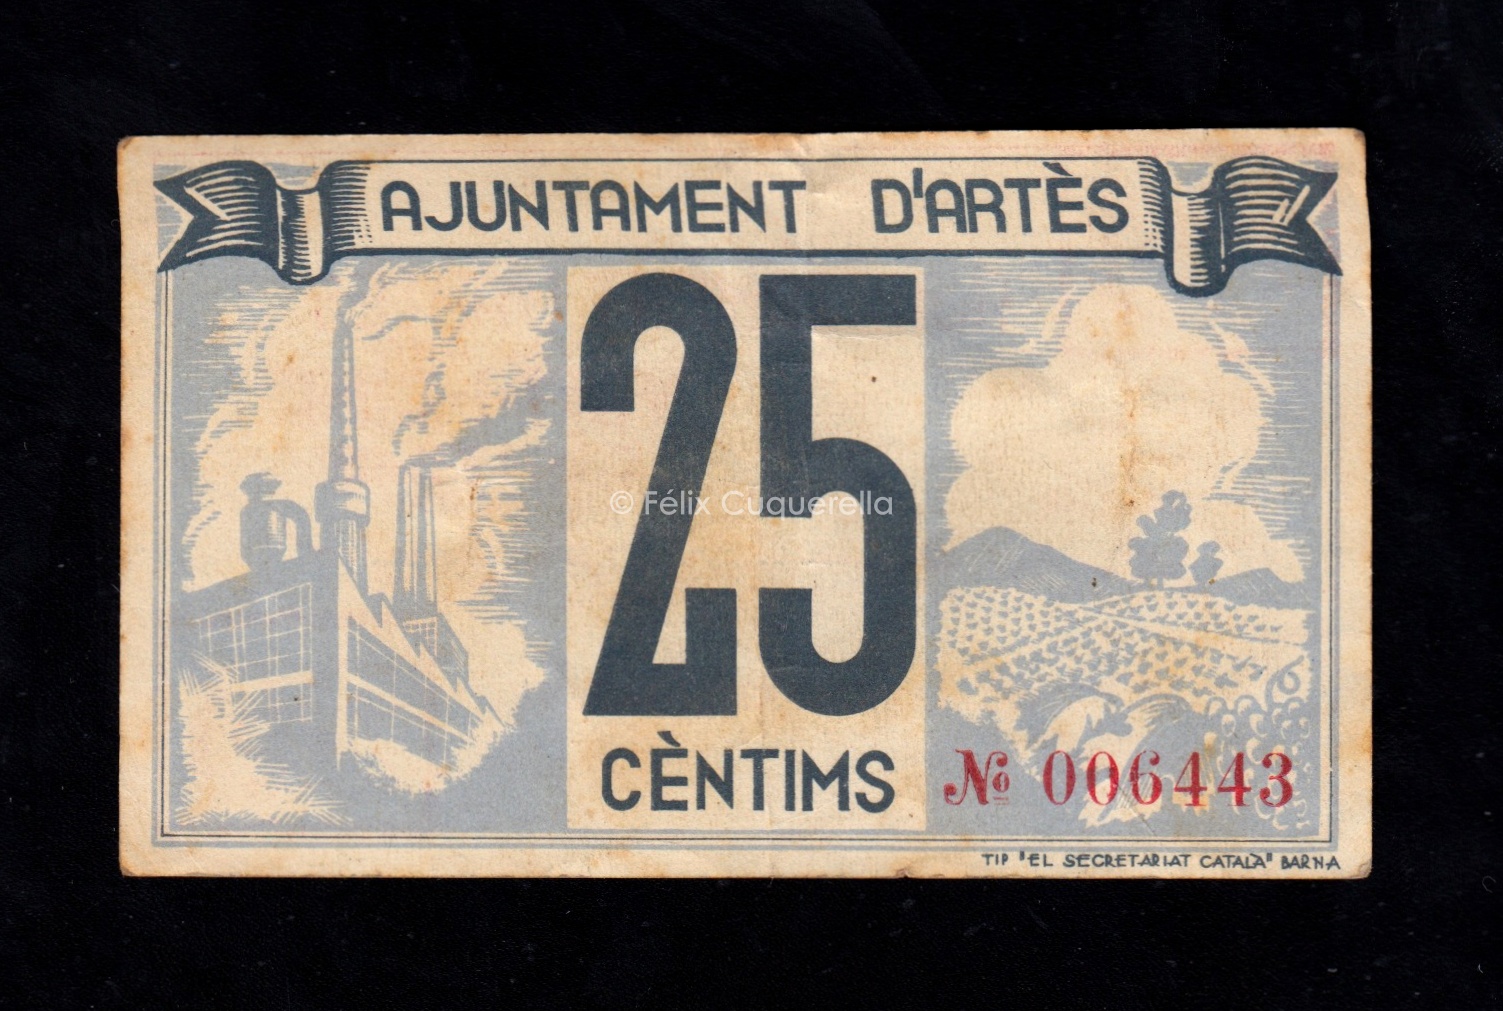 AJUNTAMENT D'ARTÈS
25
© Félix Cuquerella
CÈNTIMS
Nº 006443
TIP "EL SECRETARIAT CATALÀ" BARNA